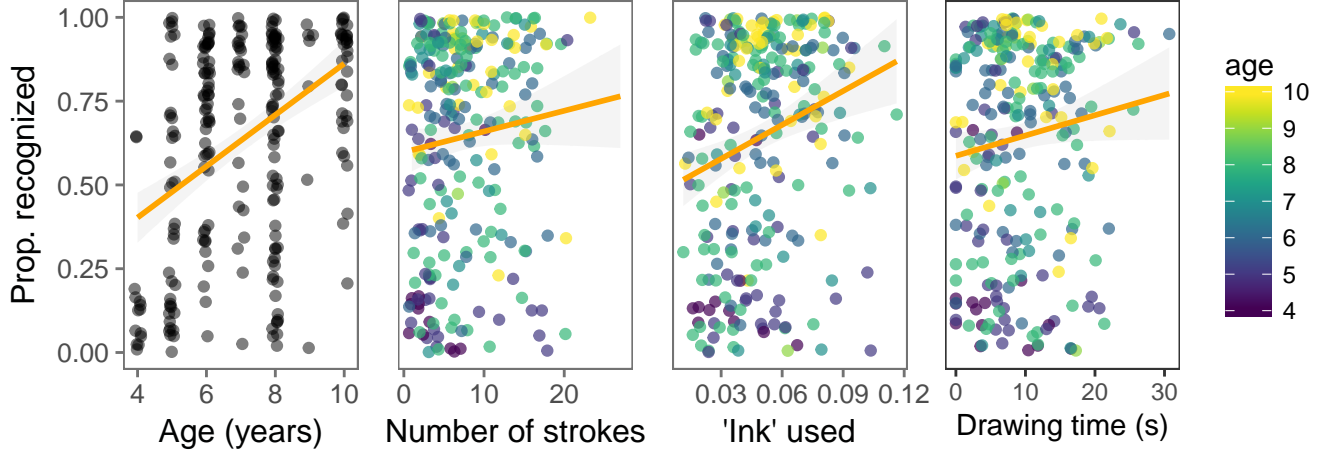 Prop. recognized
1.00
0.75
0.50
0.25
0.00
4 6 8 10
Age (years)
0 10 20
Number of strokes
0.03 0.06 0.09 0.12
'Ink' used
0 10 20 30
Drawing time (s)
age
10
9
8
7
6
5
4